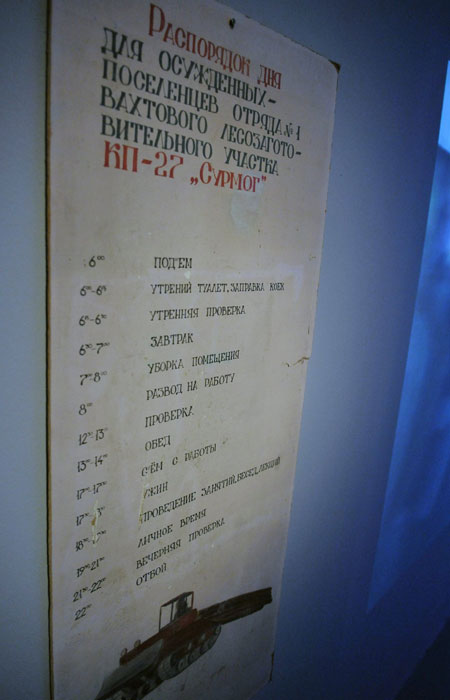 Распорядок дня
для осужденных-
поселенцев отряда №1
вахтового лесозагото-
вительного участка
КП-27 „Сурмог"
6⁰⁰ подъем
утрений туалет, заправка коек
утренняя проверка
завтрак
уборка помещения
8⁰⁰ развод на работу
проверка
обед
съём с работы
ужин
проведение занятий, бесед, лекций
личное время
вечерняя проверка
22⁰⁰ отбой